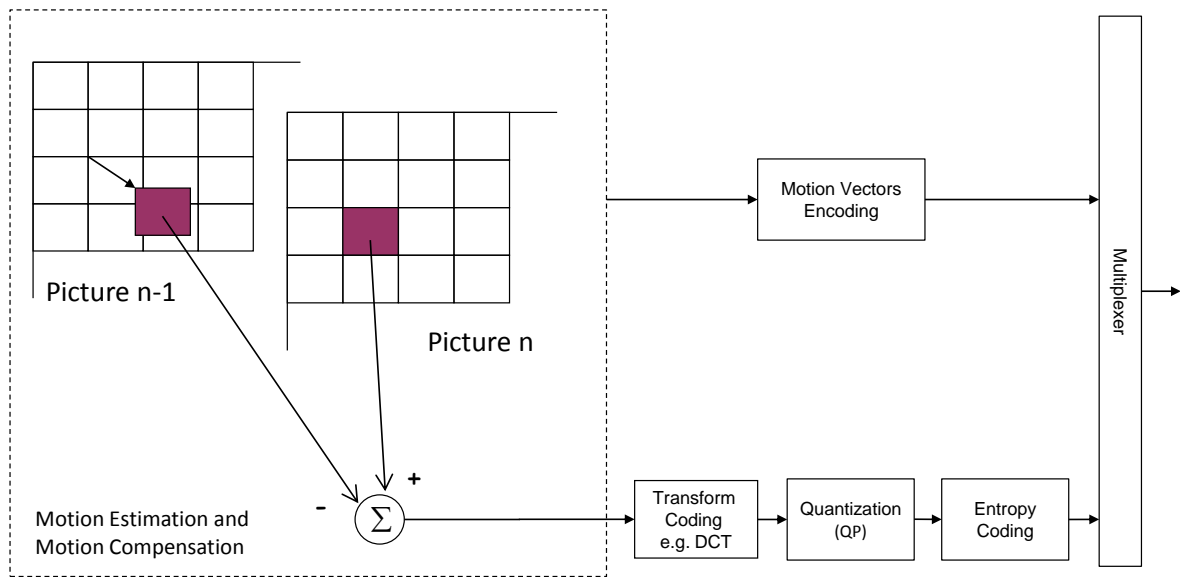 Picture n-1
Picture n
Motion Vectors
Encoding
Multiplexer
-
+
Σ
Motion Estimation and
Motion Compensation
Transform
Coding
e.g. DCT
Quantization
(QP)
Entropy
Coding